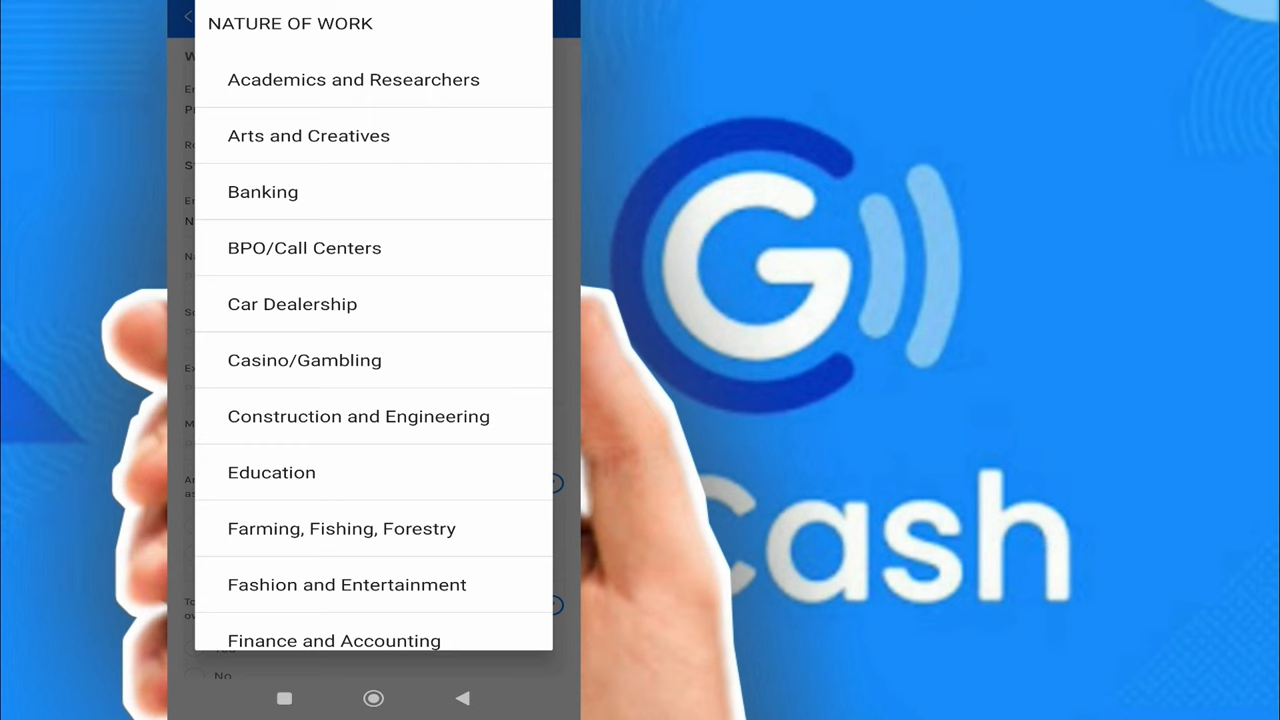 NATURE OF WORK
Academics and Researchers
Arts and Creatives
Banking
BPO/Call Centers
Car Dealership
Casino/Gambling
Construction and Engineering
Education
Farming, Fishing, Forestry
Fashion and Entertainment
Finance and Accounting
No
G
Cash